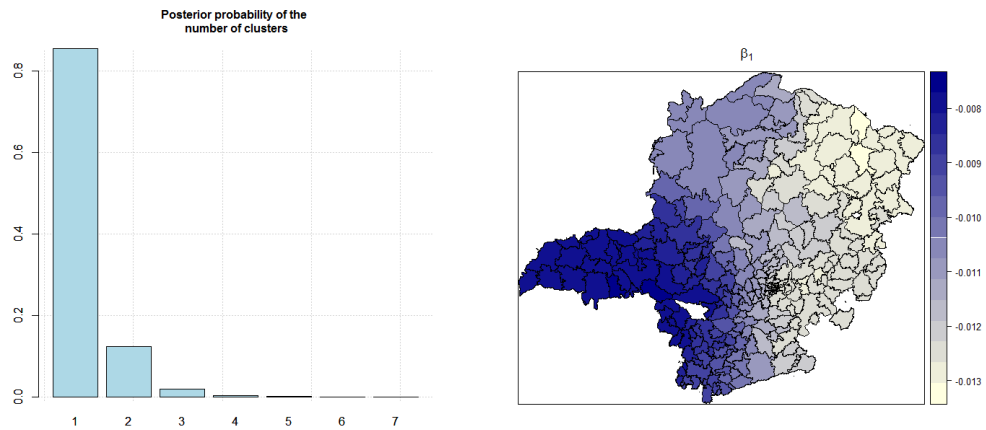 Posterior probability of the
number of clusters
0.8
0.6
0.4
0.2
0.0
1 2 3 4 5 6 7
β1
-0.008
-0.009
-0.010
-0.011
-0.012
-0.013